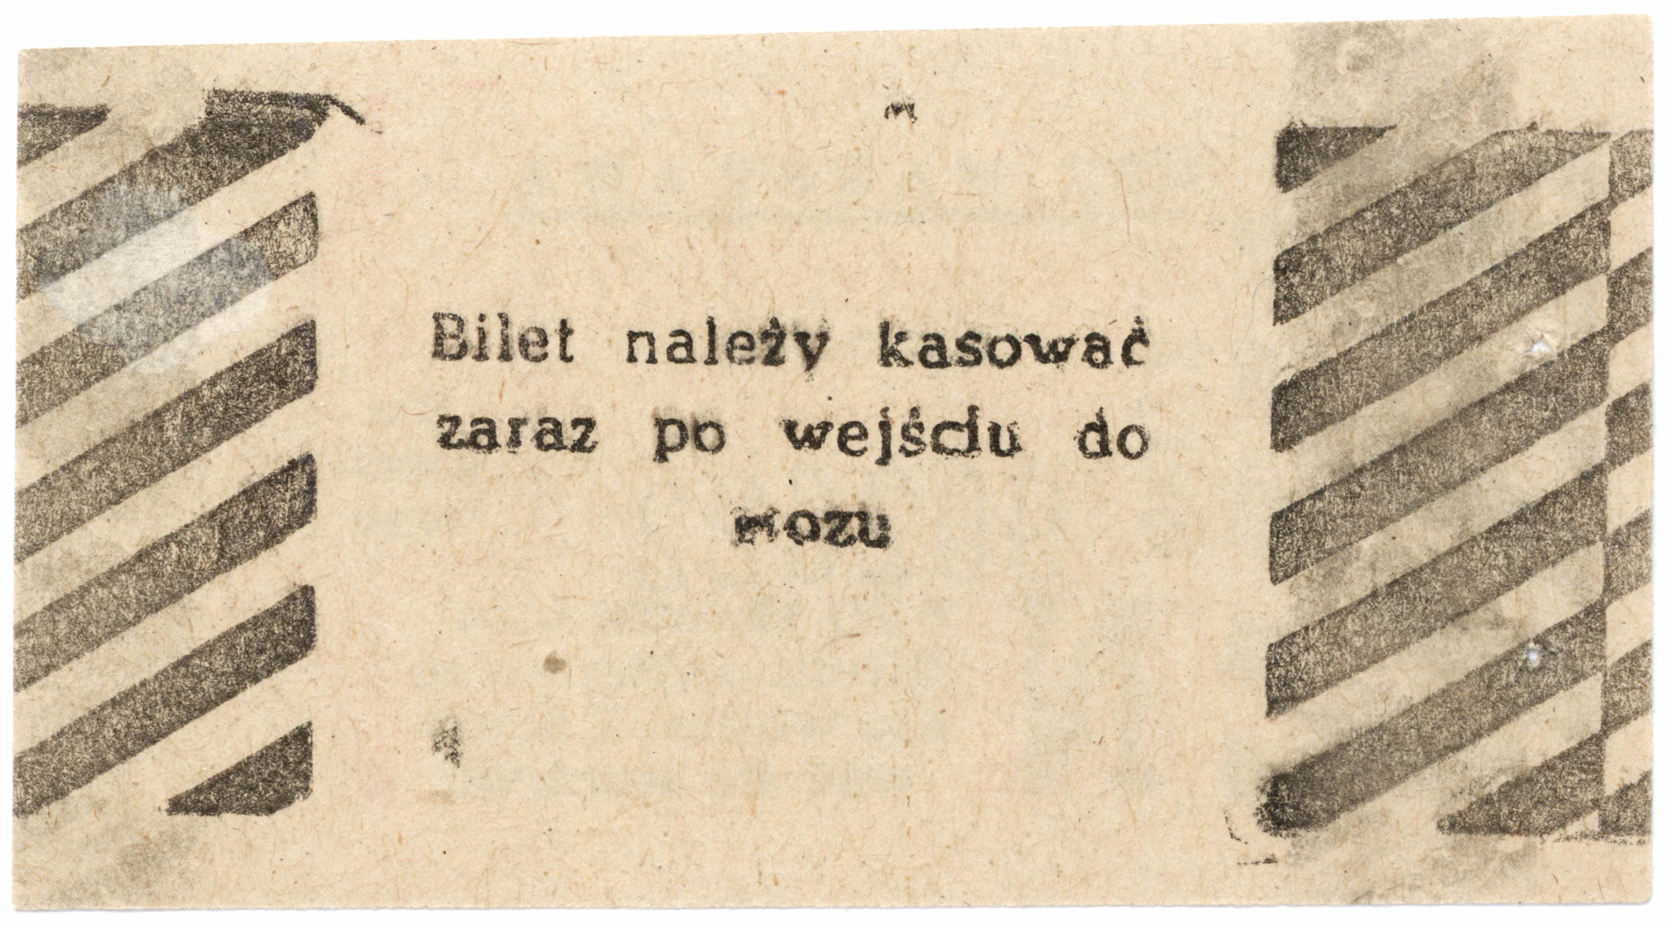 Bilet należy kasować
zaraz po wejściu do
wozu